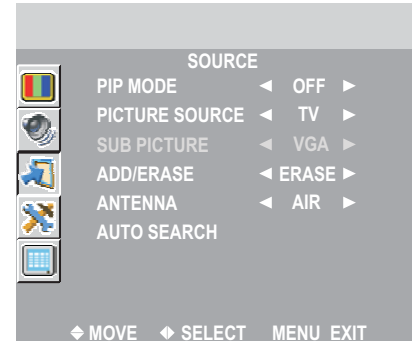 SOURCE
PIP MODE ◄ OFF ►
PICTURE SOURCE ◄ TV ►
SUB PICTURE ◄ VGA ►
ADD/ERASE ◄ ERASE ►
ANTENNA ◄ AIR ►
AUTO SEARCH
MOVE SELECT MENU EXIT